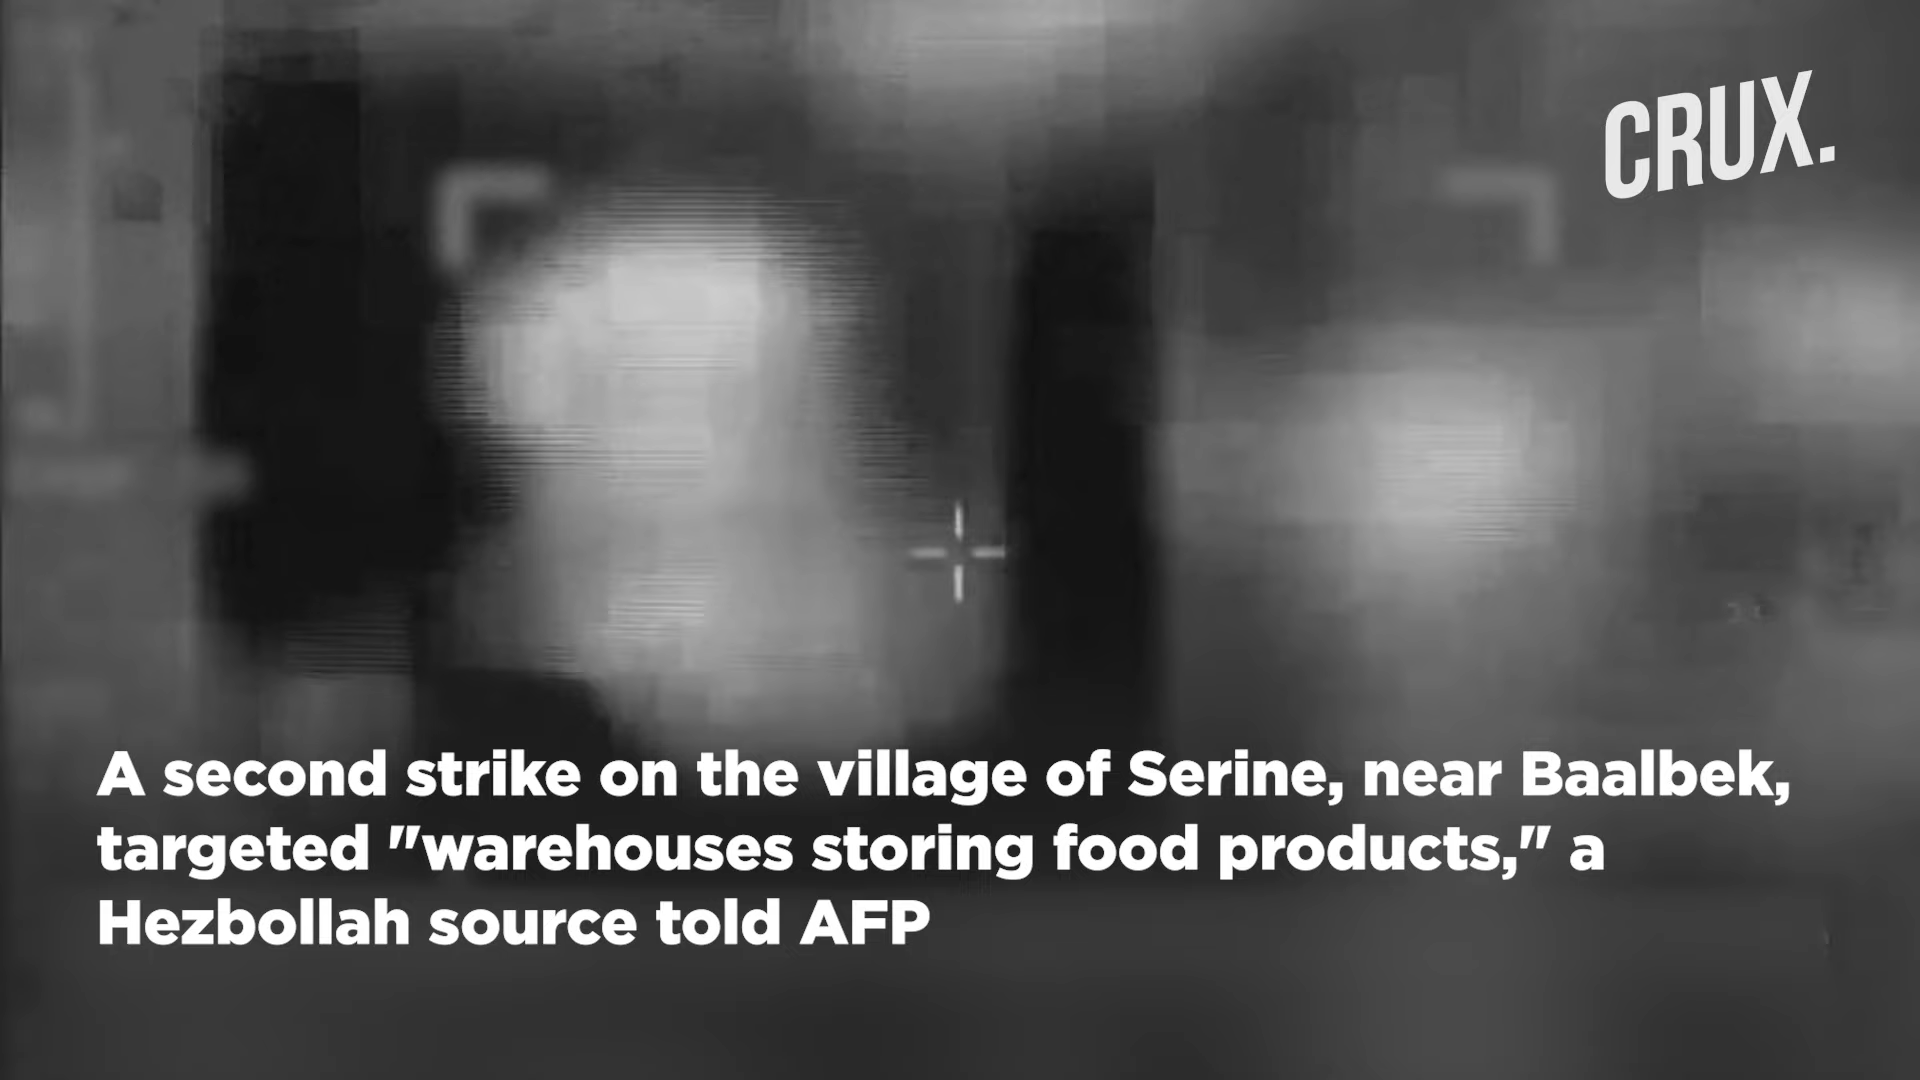 CRUX.
A second strike on the village of Serine, near Baalbek,
targeted "warehouses storing food products," a
Hezbollah source told AFP